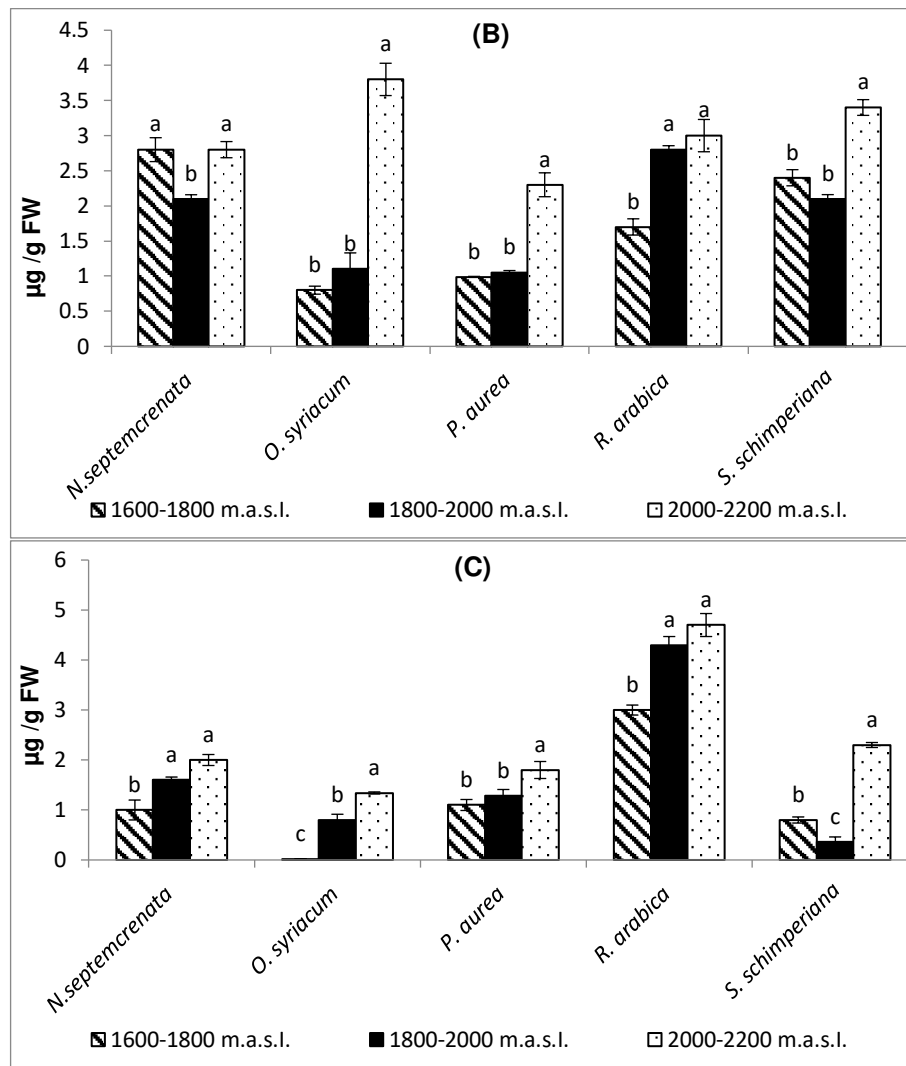 (B)
4.5
4
3.5
3
2.5
2
1.5
1
0.5
0
µg /g FW
a b a
b b a
b b a
b a a
b b a
N.septemcrenata
O. syriacum
P. aurea
R. arabica
S. schimperiana
1600-1800 m.a.s.l. 1800-2000 m.a.s.l. 2000-2200 m.a.s.l.
(C)
6
5
4
3
2
1
0
µg /g FW
b a a
c b a
b b a
b a a
b c a
N.septemcrenata
O. syriacum
P. aurea
R. arabica
S. schimperiana
1600-1800 m.a.s.l. 1800-2000 m.a.s.l. 2000-2200 m.a.s.l.